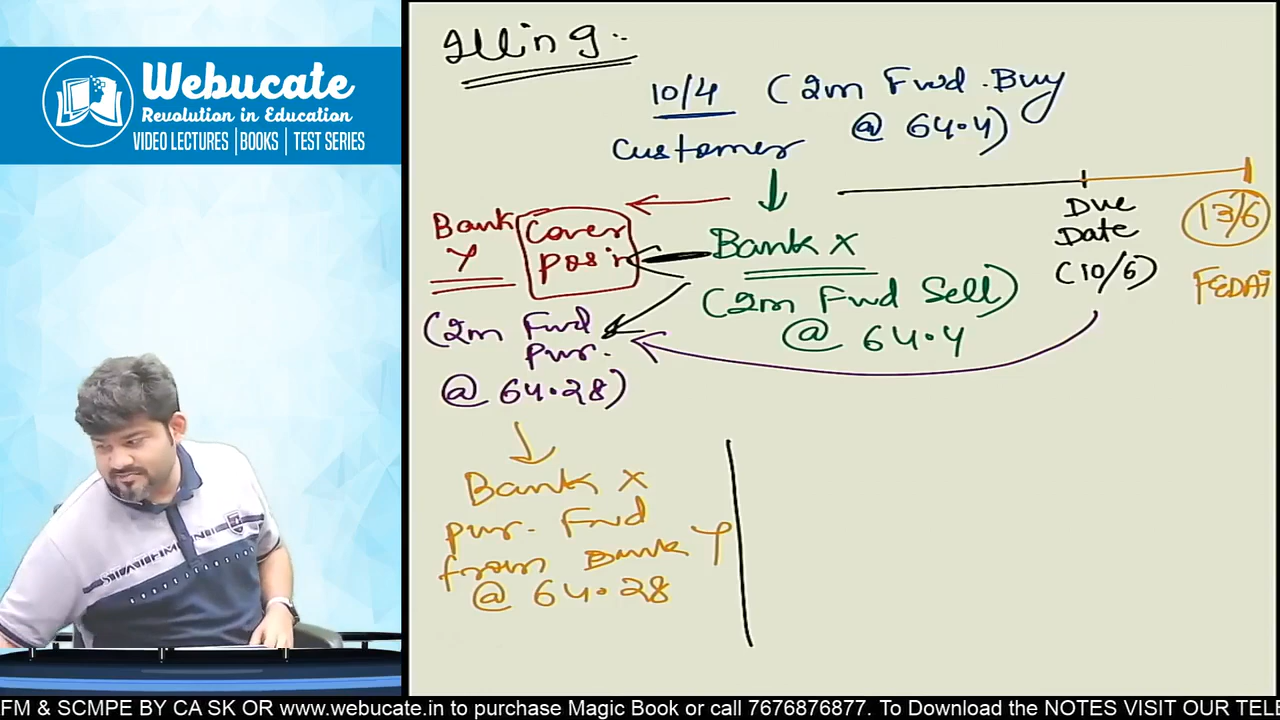 Webucate
Revolution in Education
VIDEO LECTURES | BOOKS | TEST SERIES
10/4 (2m Fwd. Buy
@ 64.4)
Customer
Bank
Y
Cover
posn
Bank X
(2m Fwd Sell)
@ 64.4
Due
Date
(10/6)
13/6
FEDAI
(2m Fwd
pur.
@ 64.28)
Bank X
pur. Fwd
from Bank Y
@ 64.28
FM & SCMPE BY CA SK OR www.webucate.in to purchase Magic Book or call 7676876877. To Download the NOTES VISIT OUR TELE